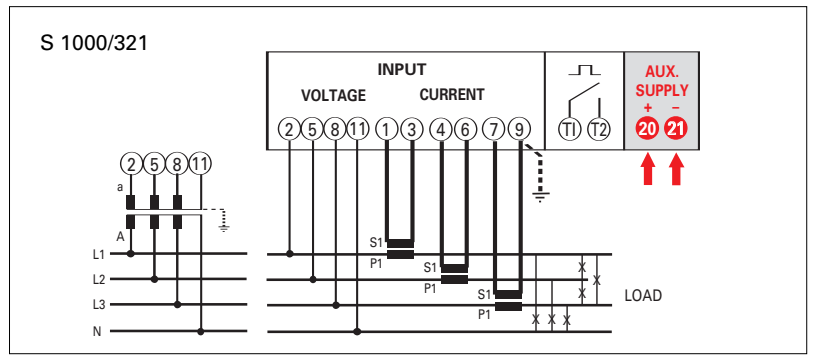 S 1000/321
INPUT
VOLTAGE CURRENT
AUX.
SUPPLY
+ –
2 5 8 11 1 3 4 6 7 9 T1 T2 20 21
2 5 8 11
a
A
L1
L2
L3
N
S1
P1
S1
P1
S1
P1
LOAD